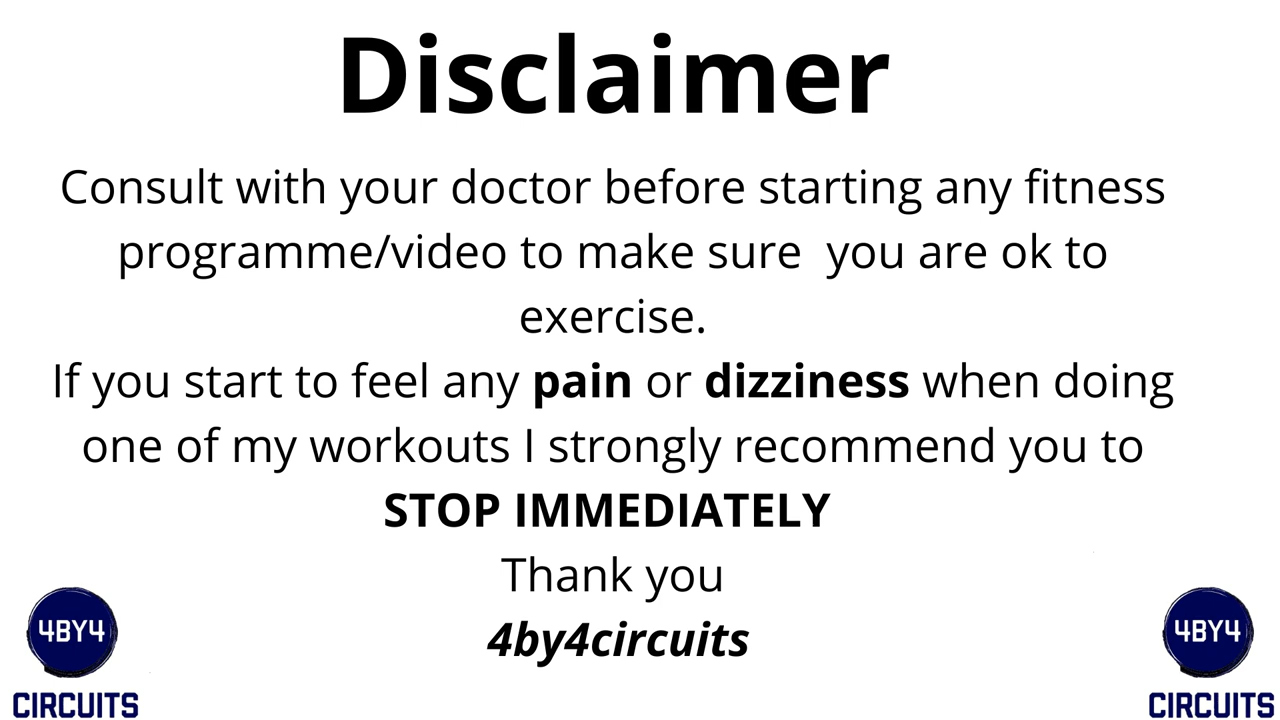 Disclaimer
Consult with your doctor before starting any fitness
programme/video to make sure  you are ok to
exercise.
If you start to feel any pain or dizziness when doing
one of my workouts I strongly recommend you to
STOP IMMEDIATELY
Thank you
4by4circuits
4BY4
CIRCUITS
4BY4
CIRCUITS